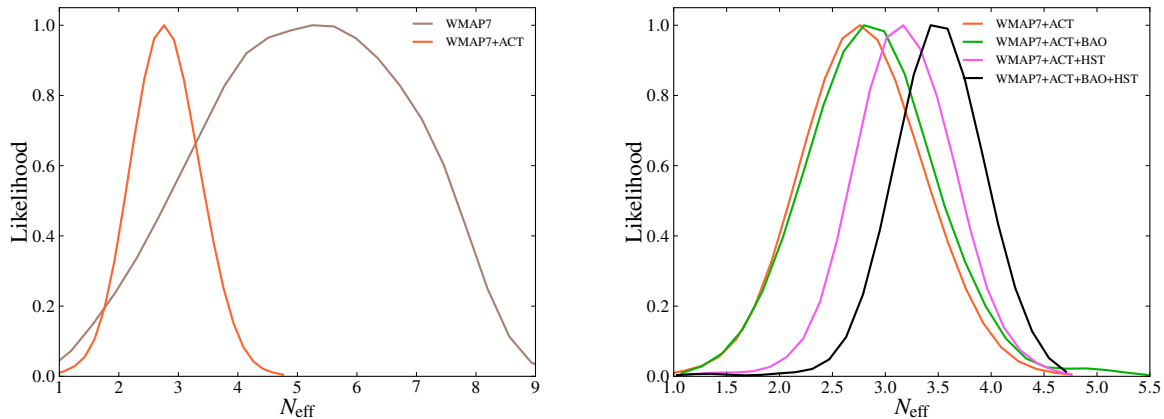 WMAP7
WMAP7+ACT
1.0
0.8
0.6
0.4
0.2
0.0
Likelihood
1 2 3 4 5 6 7 8 9
N_eff
WMAP7+ACT
WMAP7+ACT+BAO
WMAP7+ACT+HST
WMAP7+ACT+BAO+HST
1.0
0.8
0.6
0.4
0.2
0.0
Likelihood
1.0 1.5 2.0 2.5 3.0 3.5 4.0 4.5 5.0 5.5
N_eff